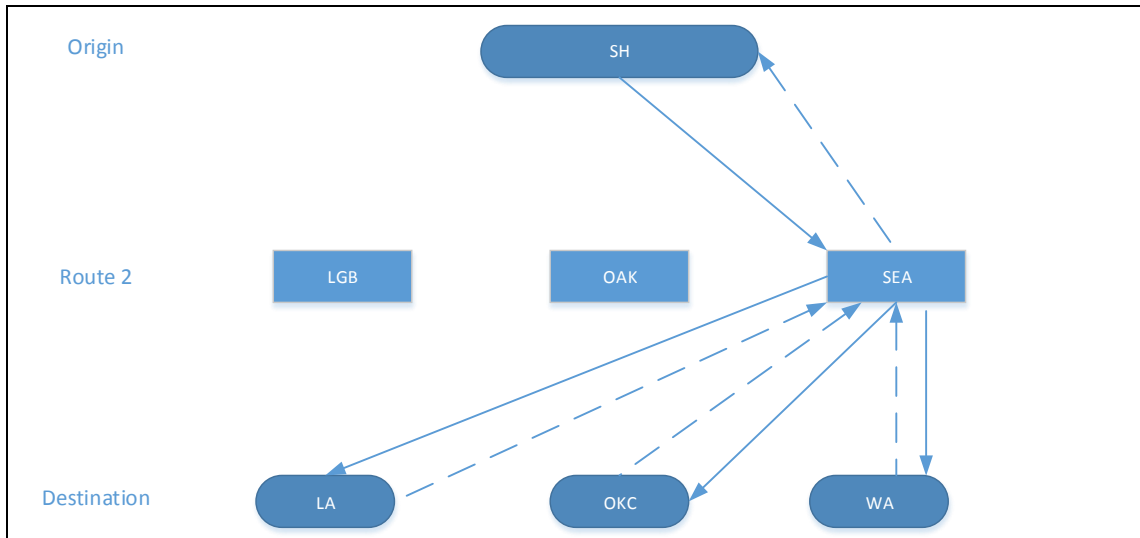 Origin
SH
Route 2
LGB
OAK
SEA
Destination
LA
OKC
WA